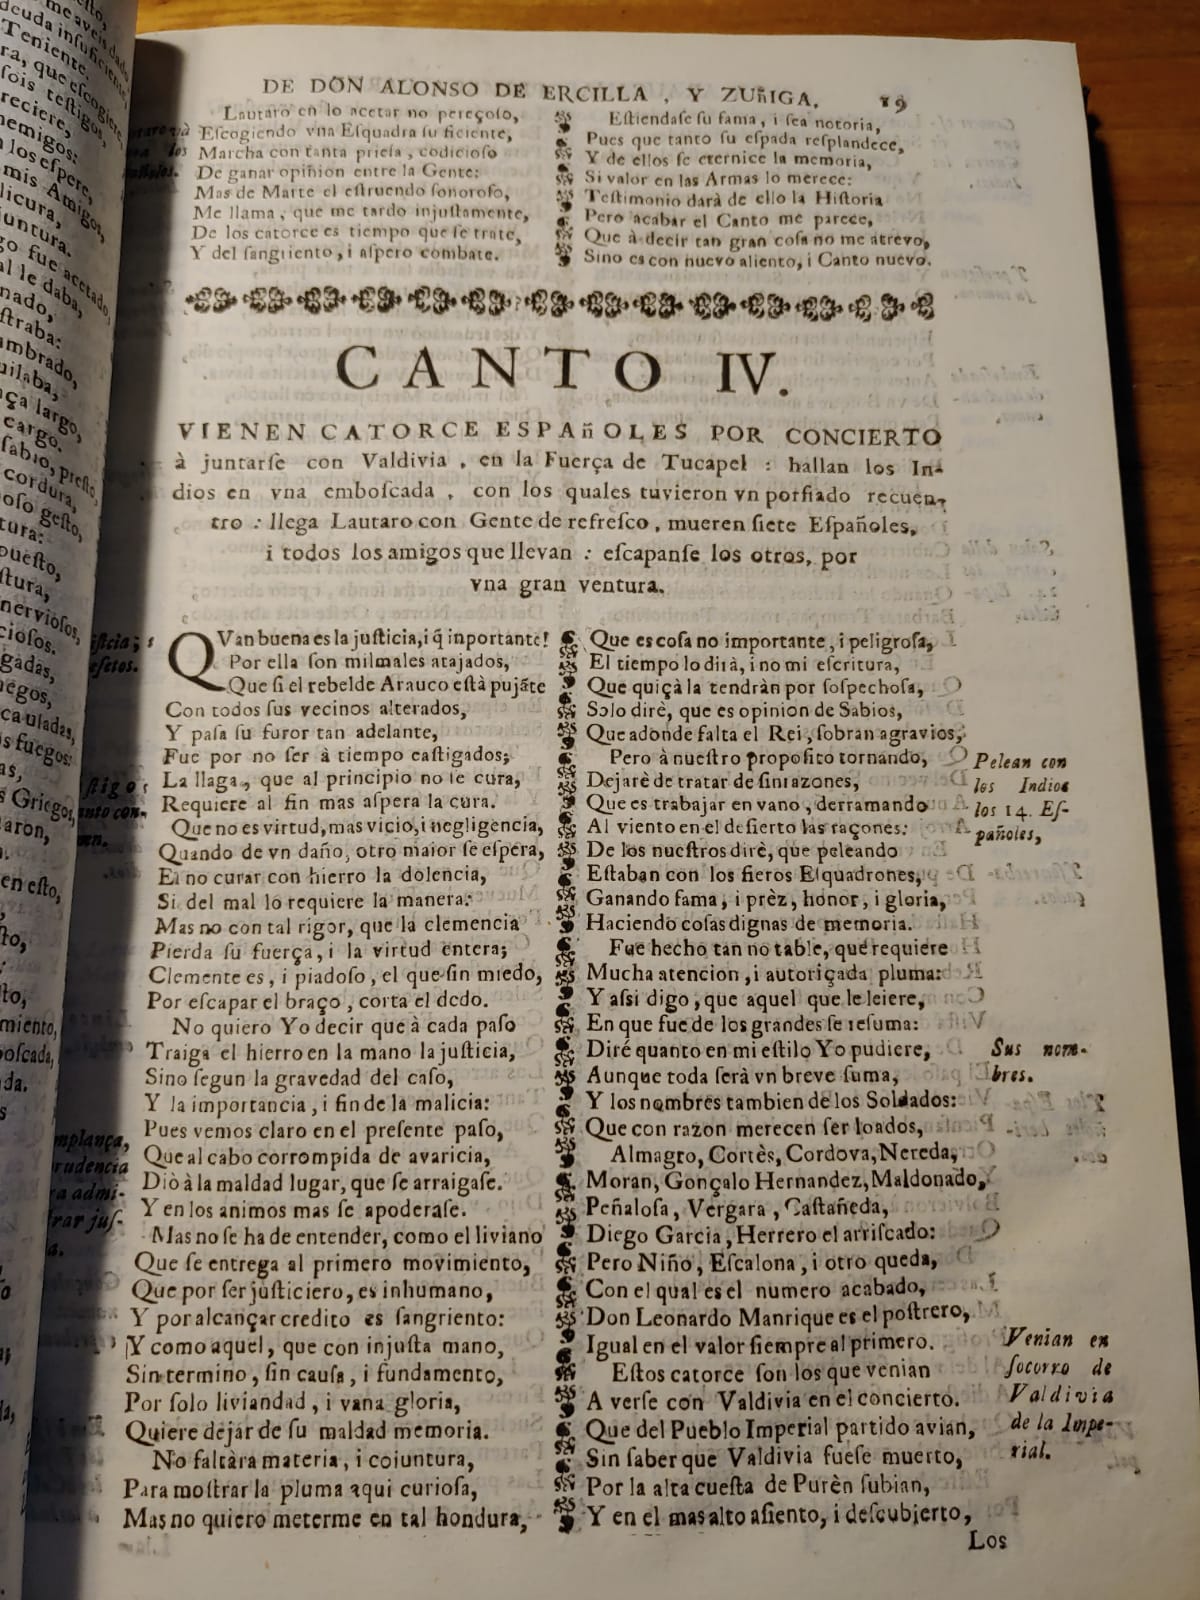 DE DON ALONSO DE ERCILLA, Y ZUñIGA. 19
Lautaro en lo acetar no pereçoso,
Eſcogiendo vna Eſquadra ſu ficiente,
Marcha con tanta prieſa, codicioſo
De ganar opinion entre la Gente:
Mas de Marte el eſtruendo ſonoroſo,
Me llama, que me tardo injuſtamente,
De los catorce es tiempo que ſe trate,
Y del ſangriento, i aſpero combate.
Eſtiendaſe ſu fama, i ſea notoria,
Pues que tanto ſu eſpada reſplandece,
Y de ellos ſe eternice la memoria,
Si valor en las Armas lo merece:
Teſtimonio darà de ello la Hiſtoria
Pero acabar el Canto me parece,
Que à decir tan gran coſa no me atrevo,
Sino es con nuevo aliento, i Canto nuevo.
CANTO IV.
VIENEN CATORCE ESPAñOLES POR CONCIERTO
à juntarſe con Valdivia, en la Fuerça de Tucapel: hallan los In-
dios en vna emboſcada, con los quales tuvieron vn porfiado recuen-
tro: llega Lautaro con Gente de refreſco, mueren ſiete Eſpañoles,
i todos los amigos que llevan: eſcapanſe los otros, por
vna gran ventura.
QVan buena es la juſticia, i q̃ inportante!
Por ella ſon mil males atajados,
Que ſi el rebelde Arauco eſtà pujãte
Con todos ſus vecinos alterados,
Y paſa ſu furor tan adelante,
Fue por no ſer à tiempo caſtigados;
La llaga, que al principio no ſe cura,
Requiere al fin mas aſpera la cura.
Que no es virtud, mas vicio, i negligencia,
Quando de vn daño, otro maior ſe eſpera,
El no curar con hierro la dolencia,
Si del mal lo requiere la manera:
Mas no con tal rigor, que la clemencia
Pierda ſu fuerça, i la virtud entera;
Clemente es, i piadoſo, el que ſin miedo,
Por eſcapar el braço, corta el dedo.
No quiero Yo decir que à cada paſo
Traiga el hierro en la mano la juſticia,
Sino ſegun la gravedad del caſo,
Y la importancia, i fin de la malicia:
Pues vemos claro en el preſente paſo,
Que al cabo corrompida de avaricia,
Diò à la maldad lugar, que ſe arraigaſe.
Y en los animos mas ſe apoderaſe.
Mas no ſe ha de entender, como el liviano
Que ſe entrega al primero movimiento,
Que por ſer juſticiero, es inhumano,
Y por alcançar credito es ſangriento:
Y como aquel, que con injuſta mano,
Sin termino, ſin cauſa, i fundamento,
Por ſolo liviandad, i vana gloria,
Quiere dejar de ſu maldad memoria.
No faltàra materia, i coiuntura,
Para moſtrar la pluma aqui curioſa,
Mas no quiero meterme en tal hondura,
Que es coſa no importante, i peligroſa,
El tiempo lo dirà, i no mi eſcritura,
Que quiçà la tendràn por ſoſpechoſa,
Solo dirè, que es opinion de Sabios,
Que adonde falta el Rei, ſobran agravios,
Pero à nueſtro propoſito tornando,
Dejarè de tratar de ſinrazones,
Que es trabajar en vano, derramando
Al viento en el deſierto las raçones:
De los nueſtros dirè, que peleando
Eſtaban con los fieros Eſquadrones,
Ganando fama, i prèz, honor, i gloria,
Haciendo coſas dignas de memoria.
Fue hecho tan no table, que requiere
Mucha atencion, i autoriçada pluma:
Y aſsi digo, que aquel que le leiere,
En que fue de los grandes ſe reſuma:
Diré quanto en mi eſtilo Yo pudiere,
Aunque toda ſerà vn breve ſuma,
Y los nombres tambien de los Soldados:
Que con razon merecen ſer loados,
Almagro, Cortès, Cordova, Nereda,
Moran, Gonçalo Hernandez, Maldonado,
Peñaloſa, Vergara, Caſtañeda,
Diego Garcia, Herrero el arriſcado:
Pero Niño, Eſcalona, i otro queda,
Con el qual es el numero acabado,
Don Leonardo Manrique es el poſtrero,
Igual en el valor ſiempre al primero.
Eſtos catorce ſon los que venian
A verſe con Valdivia en el concierto.
Que del Pueblo Imperial partido avian,
Sin ſaber que Valdivia fueſe muerto,
Por la alta cueſta de Purèn ſubian,
Y en el mas alto aſiento, i deſcubierto,
Los
Pelean con
los Indios
los 14. Eſ-
pañoles,
Sus nom-
bres.
Venian en
ſocorro de
Valdivia
de la Impe-
rial.